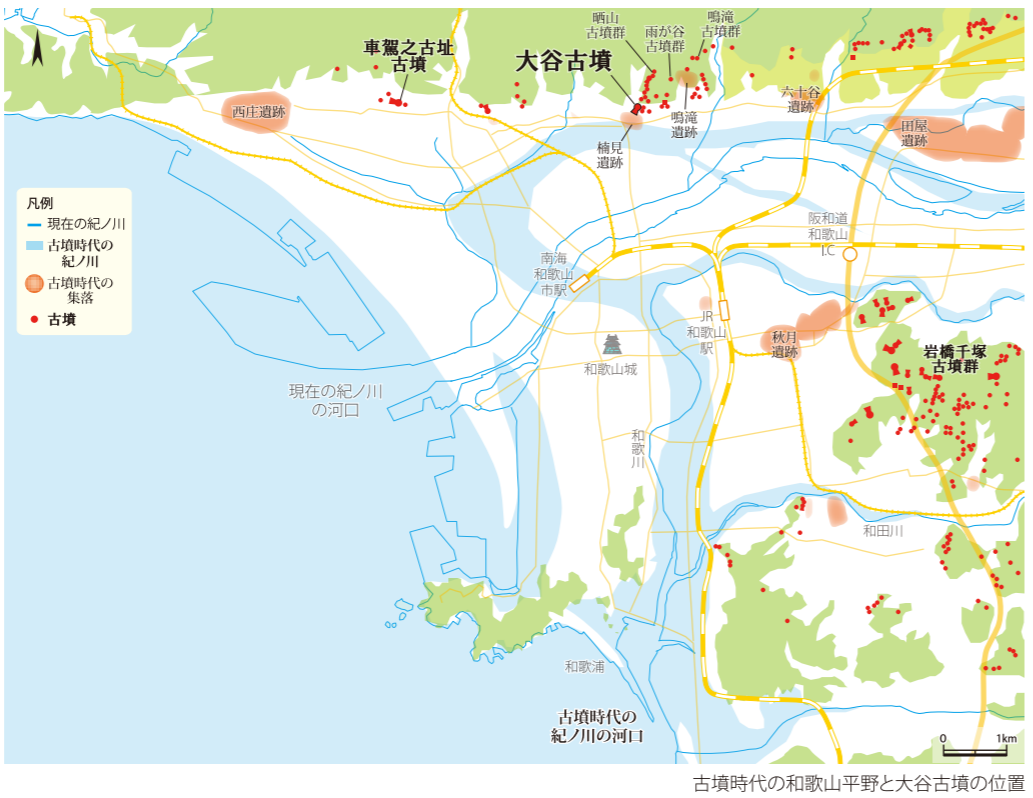 車駕之古址
古墳
大谷古墳
晒山
古墳群
雨が谷
古墳群
鳴滝
古墳群
西庄遺跡
楠見
遺跡
鳴滝
遺跡
六十谷
遺跡
田屋
遺跡
凡例
現在の紀ノ川
古墳時代の
紀ノ川
古墳時代の
集落
古墳
阪和道
和歌山
I.C
南海
和歌山
市駅
JR
和歌山
駅
秋月
遺跡
岩橋千塚
古墳群
和歌山城
現在の紀ノ川
の河口
和歌川
和田川
和歌浦
古墳時代の
紀ノ川の河口
0 1km
古墳時代の和歌山平野と大谷古墳の位置